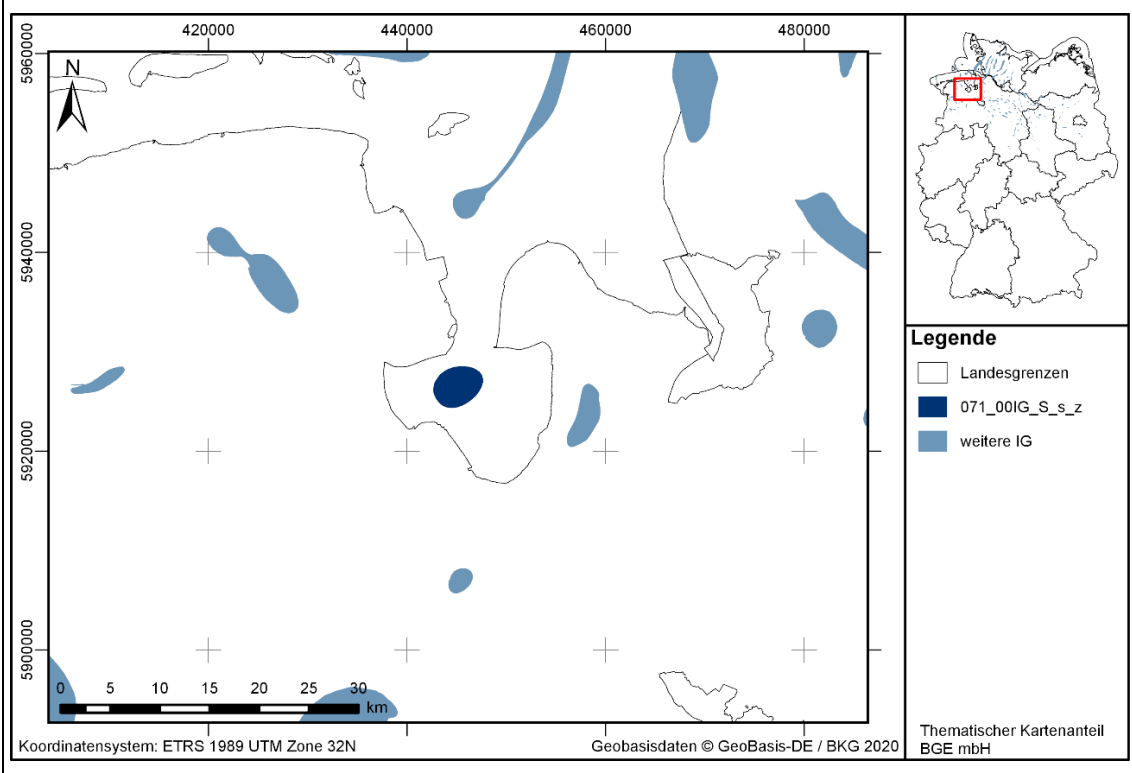 420000 440000 460000 480000
5960000
5940000
5920000
5900000
N
0 5 10 15 20 25 30
km
Koordinatensystem: ETRS 1989 UTM Zone 32N
Geobasisdaten © GeoBasis-DE / BKG 2020
Legende
Landesgrenzen
071_00IG_S_s_z
weitere IG
Thematischer Kartenanteil
BGE mbH